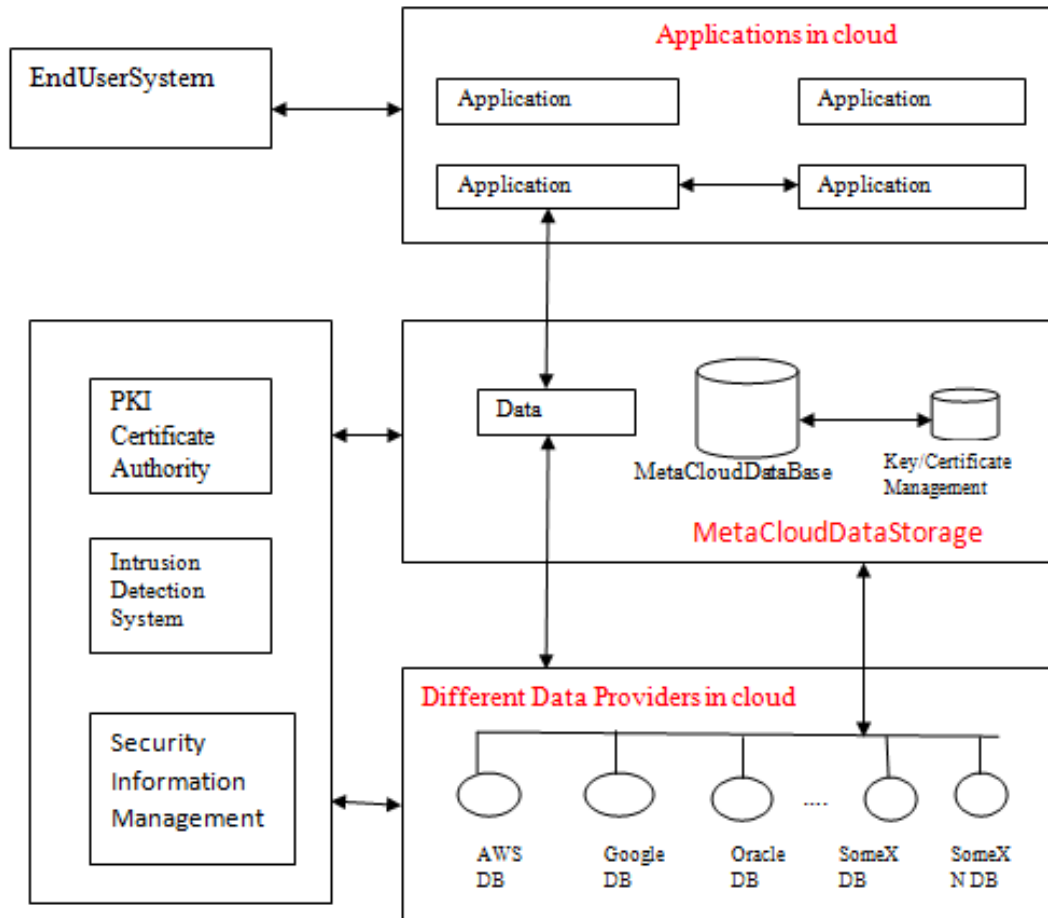 Applications in cloud
EndUserSystem
Application
Application
Application
Application
PKI
Certificate
Authority
Data
MetaCloudDataBase
Key/Certificate
Management
MetaCloudDataStorage
Intrusion
Detection
System
Different Data Providers in cloud
Security
Information
Management
....
AWS
DB
Google
DB
Oracle
DB
SomeX
DB
SomeX
N DB